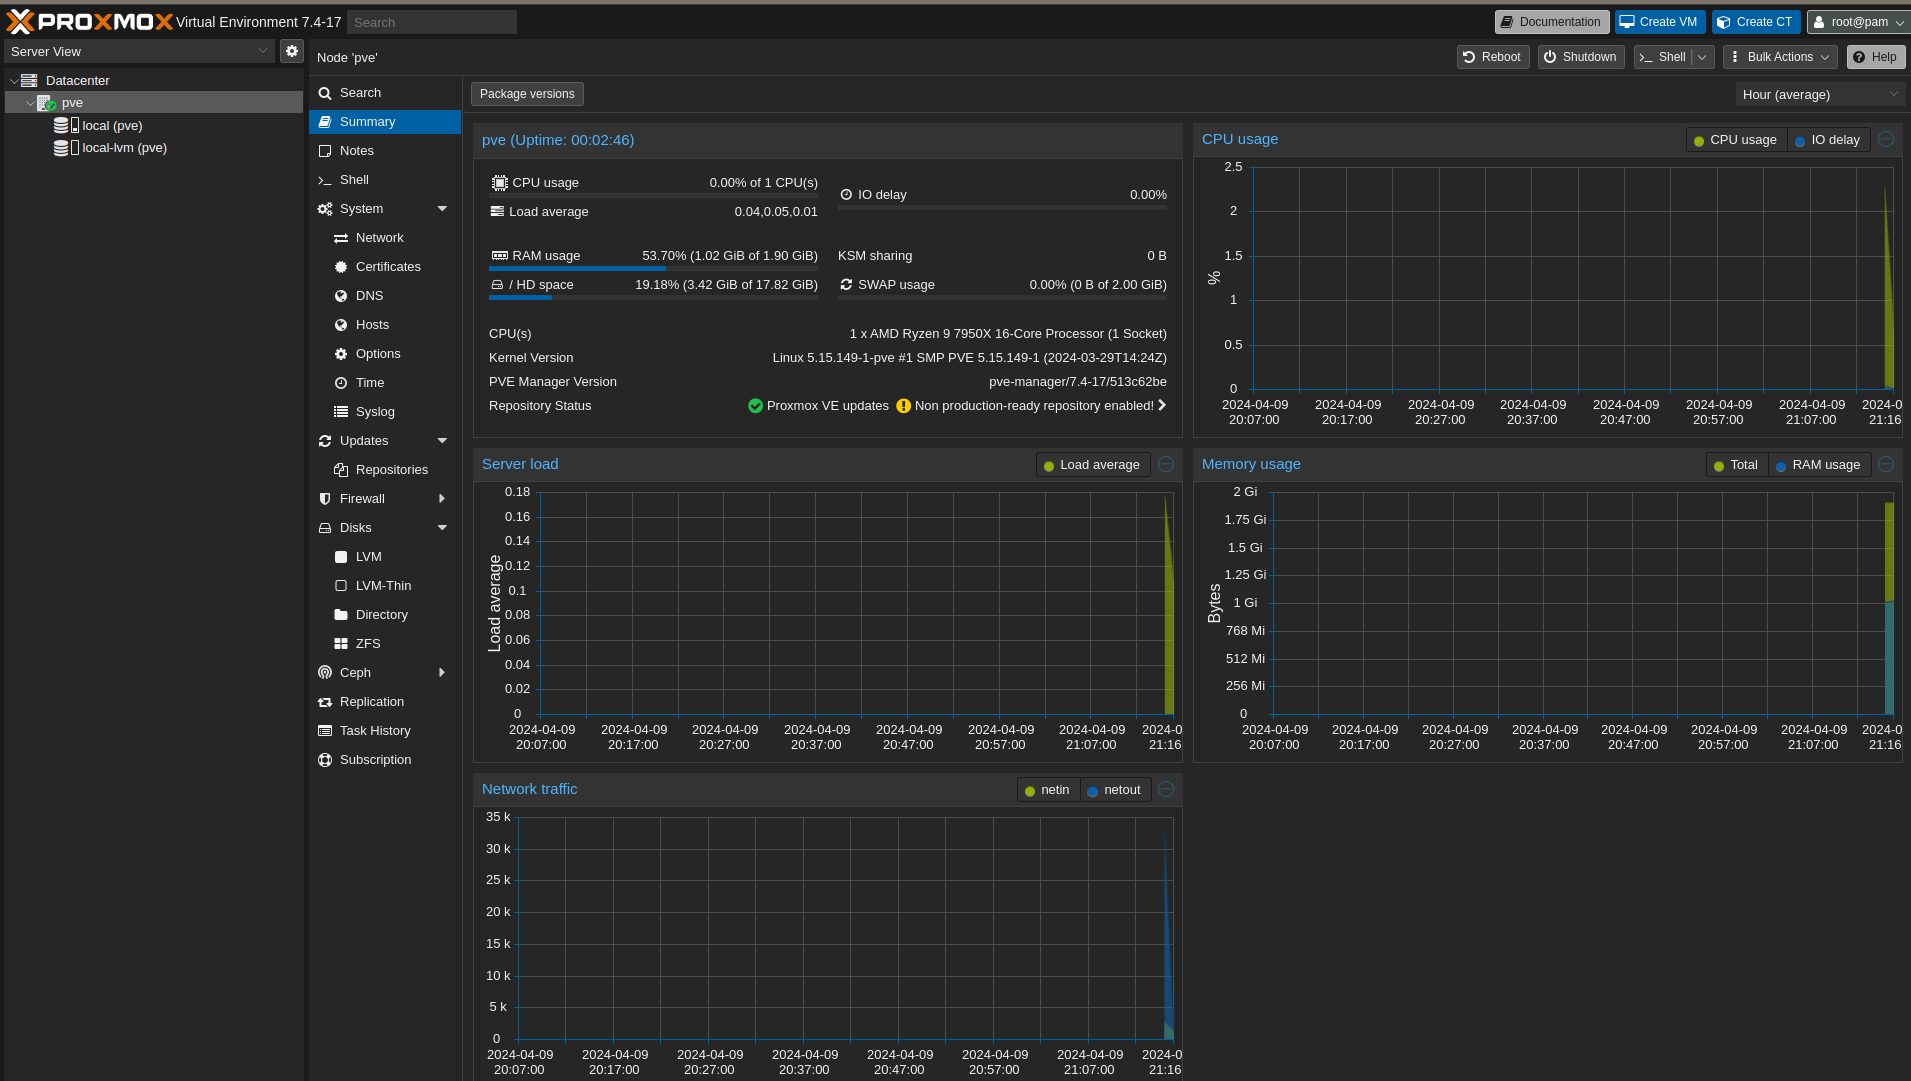 PROXMOX Virtual Environment 7.4-17 Search Documentation Create VM Create CT root@pam
Server View
Node 'pve' Reboot Shutdown Shell Bulk Actions Help
Datacenter
pve
local (pve)
local-lvm (pve)
Search
Summary
Notes
Shell
System
Network
Certificates
DNS
Hosts
Options
Time
Syslog
Updates
Repositories
Firewall
Disks
LVM
LVM-Thin
Directory
ZFS
Ceph
Replication
Task History
Subscription
Package versions Hour (average)
pve (Uptime: 00:02:46)
CPU usage 0.00% of 1 CPU(s)
IO delay 0.00%
Load average 0.04,0.05,0.01
RAM usage 53.70% (1.02 GiB of 1.90 GiB)
KSM sharing 0 B
/ HD space 19.18% (3.42 GiB of 17.82 GiB)
SWAP usage 0.00% (0 B of 2.00 GiB)
CPU(s) 1 x AMD Ryzen 9 7950X 16-Core Processor (1 Socket)
Kernel Version Linux 5.15.149-1-pve #1 SMP PVE 5.15.149-1 (2024-03-29T14:24Z)
PVE Manager Version pve-manager/7.4-17/513c62be
Repository Status Proxmox VE updates Non production-ready repository enabled!
CPU usage CPU usage IO delay
2.5
2
1.5
%
1
0.5
0
2024-04-09 2024-04-09 2024-04-09 2024-04-09 2024-04-09 2024-04-09 2024-04-09 2024-0
20:07:00 20:17:00 20:27:00 20:37:00 20:47:00 20:57:00 21:07:00 21:16
Server load Load average
0.18
0.16
0.14
0.12
0.1
Load average
0.08
0.06
0.04
0.02
0
2024-04-09 2024-04-09 2024-04-09 2024-04-09 2024-04-09 2024-04-09 2024-04-09 2024-0
20:07:00 20:17:00 20:27:00 20:37:00 20:47:00 20:57:00 21:07:00 21:16
Memory usage Total RAM usage
2 Gi
1.75 Gi
1.5 Gi
1.25 Gi
1 Gi
Bytes
768 Mi
512 Mi
256 Mi
0
2024-04-09 2024-04-09 2024-04-09 2024-04-09 2024-04-09 2024-04-09 2024-04-09 2024-0
20:07:00 20:17:00 20:27:00 20:37:00 20:47:00 20:57:00 21:07:00 21:16
Network traffic netin netout
35 k
30 k
25 k
20 k
15 k
10 k
5 k
0
2024-04-09 2024-04-09 2024-04-09 2024-04-09 2024-04-09 2024-04-09 2024-04-09 2024-0
20:07:00 20:17:00 20:27:00 20:37:00 20:47:00 20:57:00 21:07:00 21:16